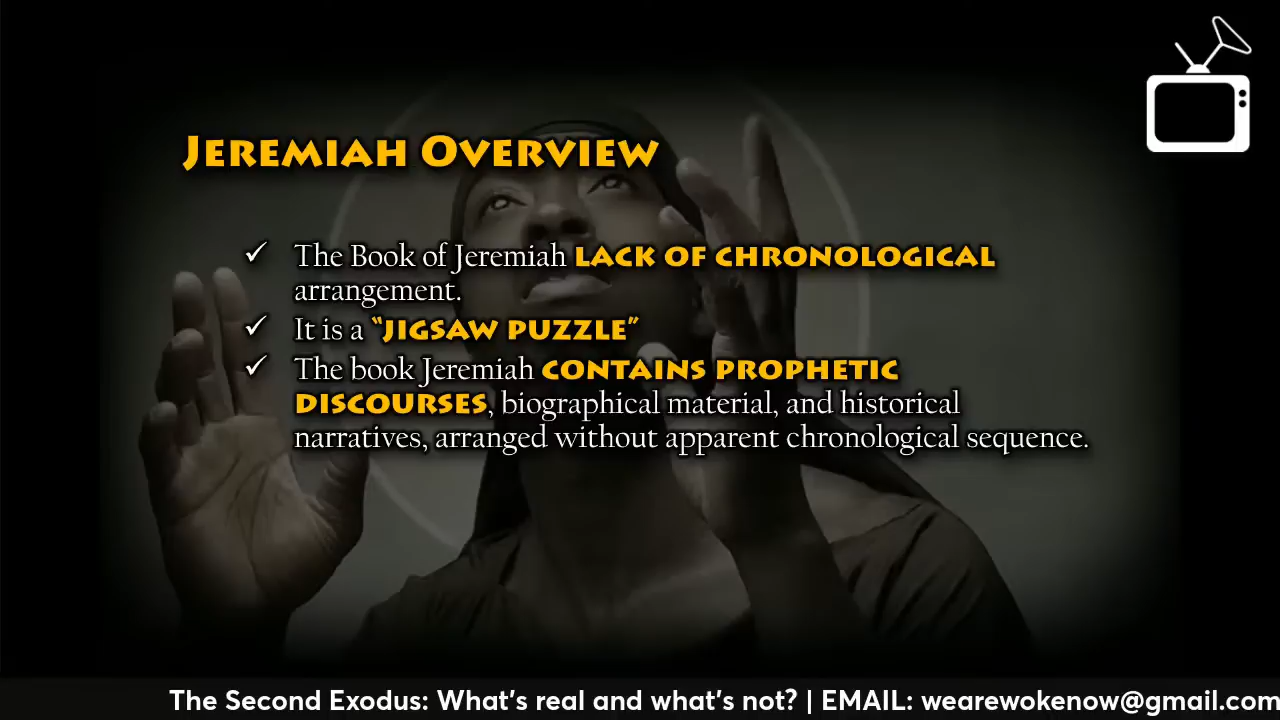 JEREMIAH OVERVIEW
The Book of Jeremiah LACK OF CHRONOLOGICAL
arrangement.
It is a “JIGSAW PUZZLE”
The book Jeremiah CONTAINS PROPHETIC
DISCOURSES, biographical material, and historical
narratives, arranged without apparent chronological sequence.
The Second Exodus: What's real and what's not? | EMAIL: wearewokenow@gmail.com